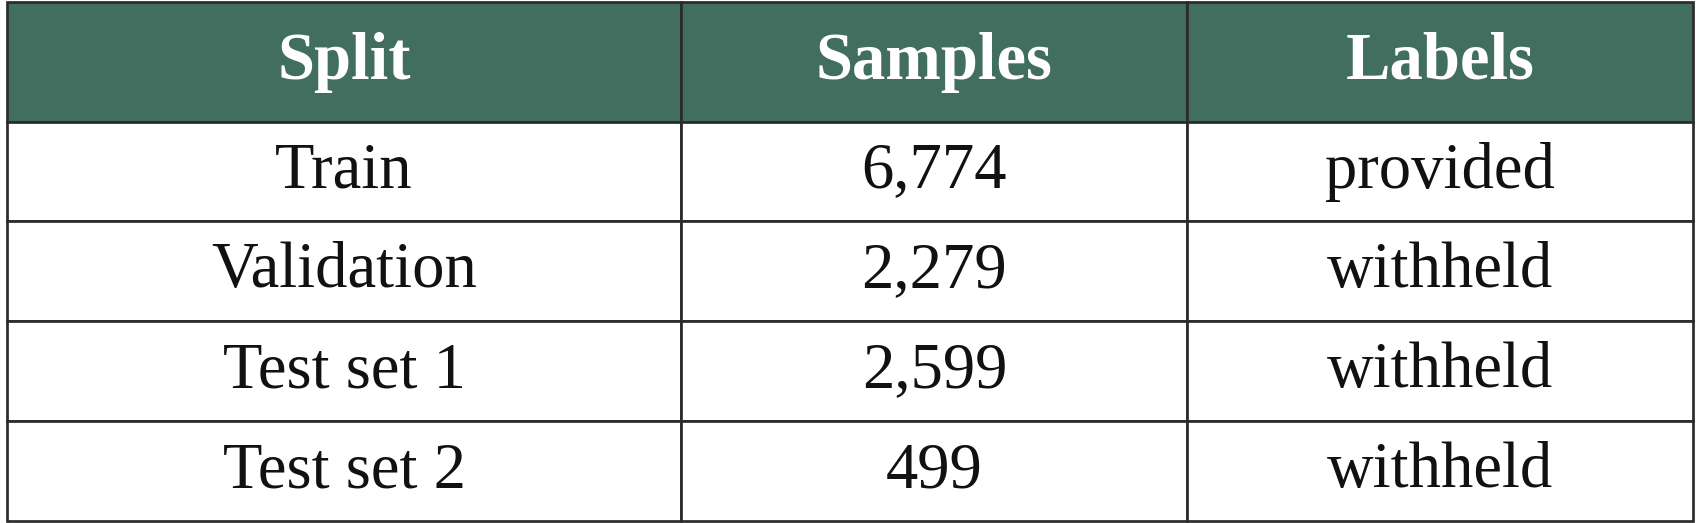 Split Samples Labels
Train 6,774 provided
Validation 2,279 withheld
Test set 1 2,599 withheld
Test set 2 499 withheld